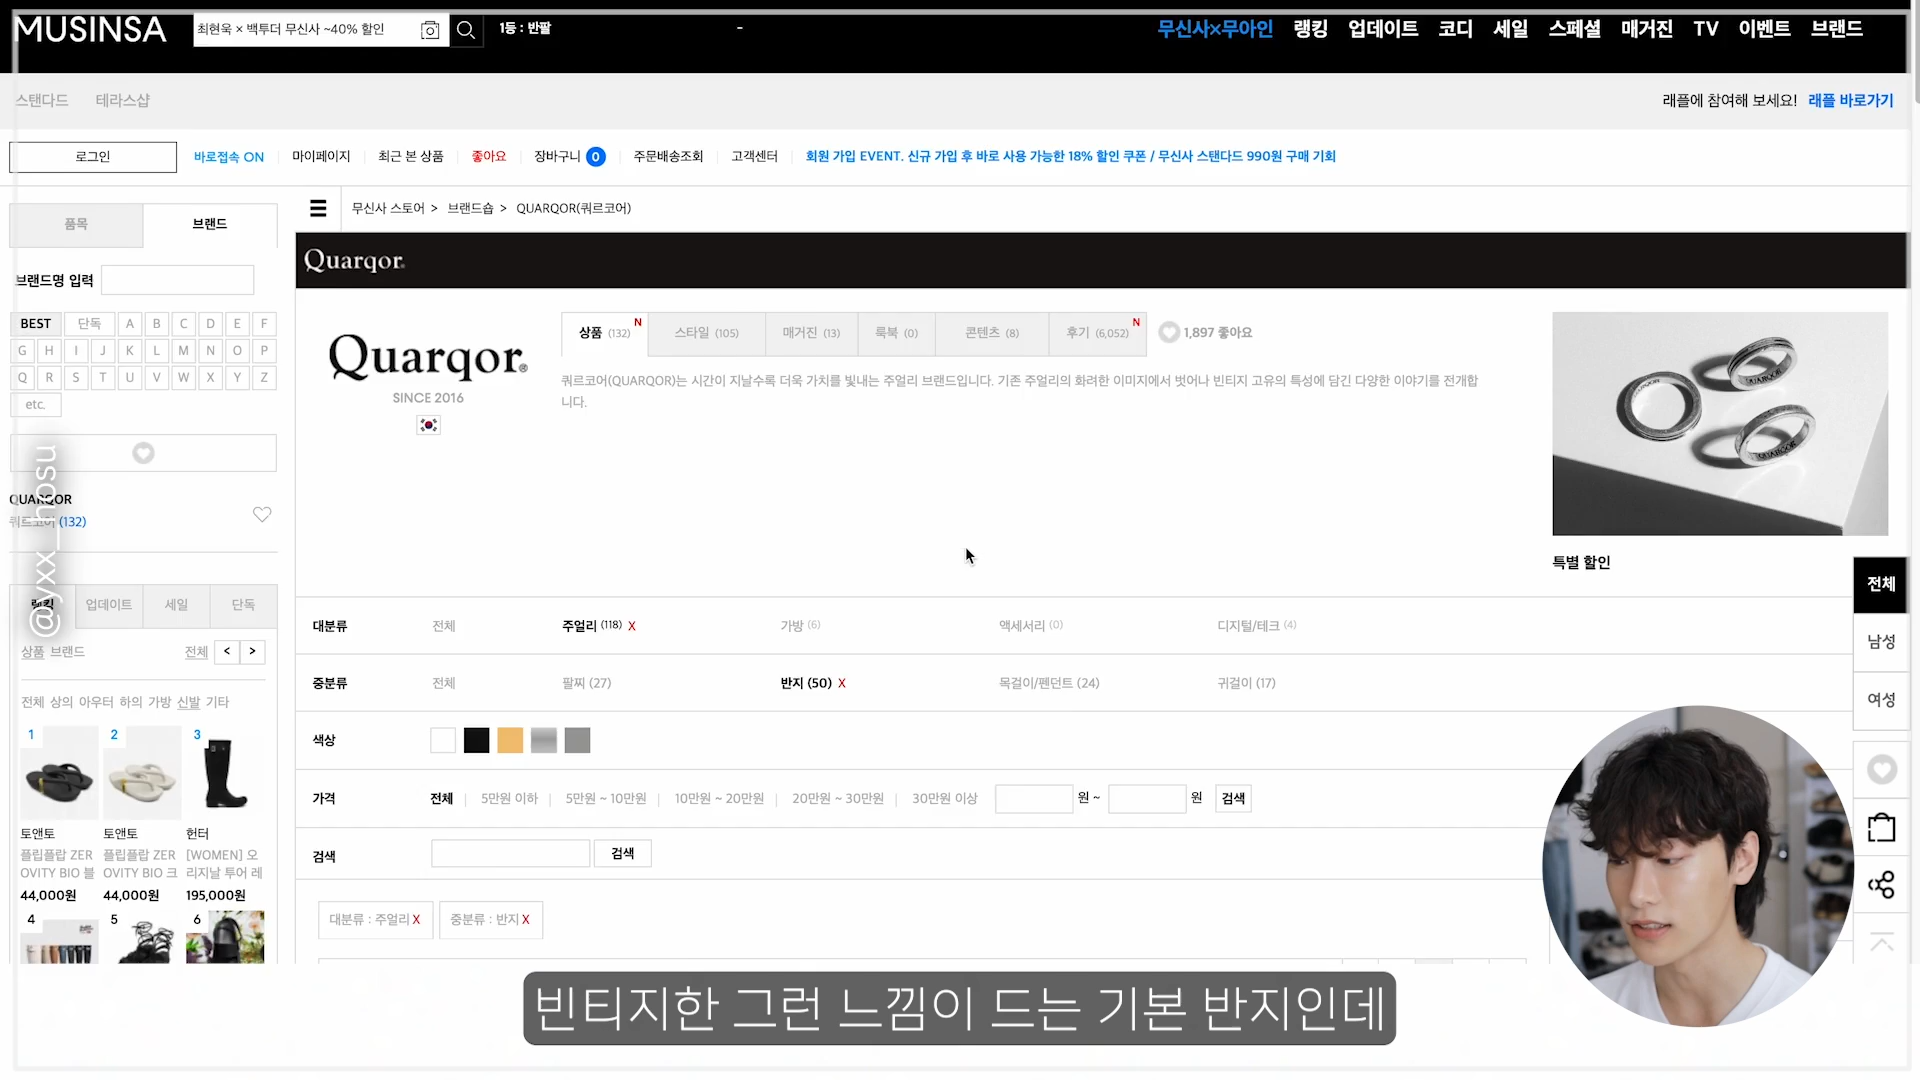 MUSINSA
최현욱 × 백투더 무신사 ~40% 할인
1등 : 반팔
-
무신사x무아인 랭킹 업데이트 코디 세일 스페셜 매거진 TV 이벤트 브랜드
스탠다드 테라스샵
래플에 참여해 보세요! 래플 바로가기
로그인
바로접속 ON 마이페이지 최근 본 상품 좋아요 장바구니 0 주문배송조회 고객센터 회원 가입 EVENT. 신규 가입 후 바로 사용 가능한 18% 할인 쿠폰 / 무신사 스탠다드 990원 구매 기회
품목 브랜드
브랜드명 입력
BEST 단독 A B C D E F
G H I J K L M N O P
Q R S T U V W X Y Z
etc.
QUARQOR
쿼르코어 (132)
@yxx__hosu
랭킹 업데이트 세일 단독
상품 브랜드 전체 < >
전체 상의 아우터 하의 가방 신발 기타
1 2 3
토앤토 토앤토 헌터
플립플랍 ZER 플립플랍 ZER [WOMEN] 오
OVITY BIO 블 OVITY BIO 크 리지날 투어 레
44,000원 44,000원 195,000원
4 5 6
무신사 스토어 > 브랜드숍 > QUARQOR(쿼르코어)
Quarqor.
Quarqor®
SINCE 2016
상품 (132) N 스타일 (105) 매거진 (13) 룩북 (0) 콘텐츠 (8) 후기 (6,052) N 1,897 좋아요
쿼르코어(QUARQOR)는 시간이 지날수록 더욱 가치를 빛내는 주얼리 브랜드입니다. 기존 주얼리의 화려한 이미지에서 벗어나 빈티지 고유의 특성에 담긴 다양한 이야기를 전개합
니다.
특별 할인
대분류 전체 주얼리 (118) X 가방 (6) 액세서리 (0) 디지털/테크 (4)
중분류 전체 팔찌 (27) 반지 (50) X 목걸이/펜던트 (24) 귀걸이 (17)
색상
가격 전체 5만원 이하 5만원 ~ 10만원 10만원 ~ 20만원 20만원 ~ 30만원 30만원 이상 원 ~ 원 검색
검색 검색
대분류 : 주얼리 X 중분류 : 반지 X
전체
남성
여성
빈티지한 그런 느낌이 드는 기본 반지인데